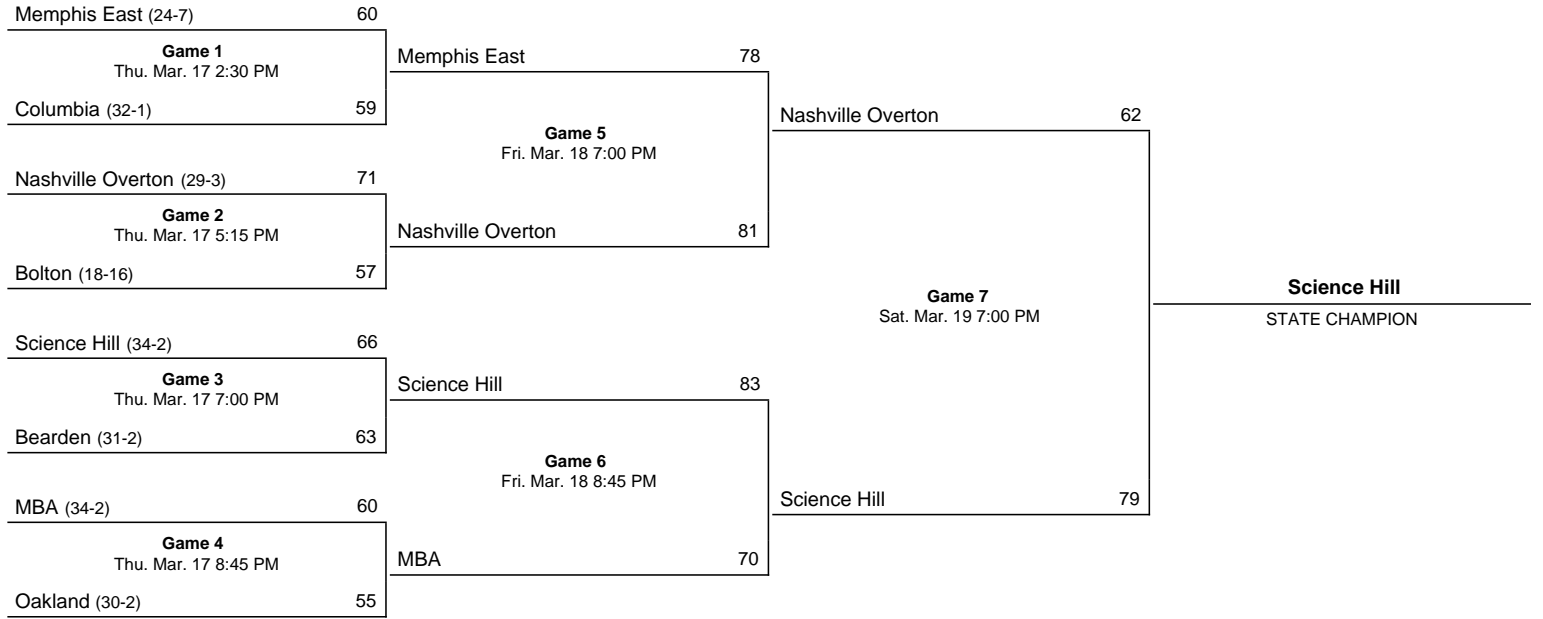 Memphis East (24-7) 60
Game 1
Thu. Mar. 17 2:30 PM
Columbia (32-1) 59
Nashville Overton (29-3) 71
Game 2
Thu. Mar. 17 5:15 PM
Bolton (18-16) 57
Science Hill (34-2) 66
Game 3
Thu. Mar. 17 7:00 PM
Bearden (31-2) 63
MBA (34-2) 60
Game 4
Thu. Mar. 17 8:45 PM
Oakland (30-2) 55
Memphis East 78
Game 5
Fri. Mar. 18 7:00 PM
Nashville Overton 81
Science Hill 83
Game 6
Fri. Mar. 18 8:45 PM
MBA 70
Nashville Overton 62
Game 7
Sat. Mar. 19 7:00 PM
Science Hill 79
Science Hill
STATE CHAMPION